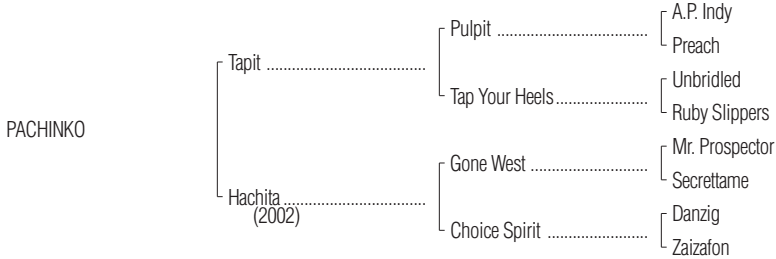 A.P. Indy
Pulpit ..................................
Preach
Tapit ...................................
Unbridled
Tap Your Heels .....................
Ruby Slippers
PACHINKO
Mr. Prospector
Gone West ..........................
Secrettame
Hachita ................................
(2002)
Danzig
Choice Spirit .......................
Zaizafon